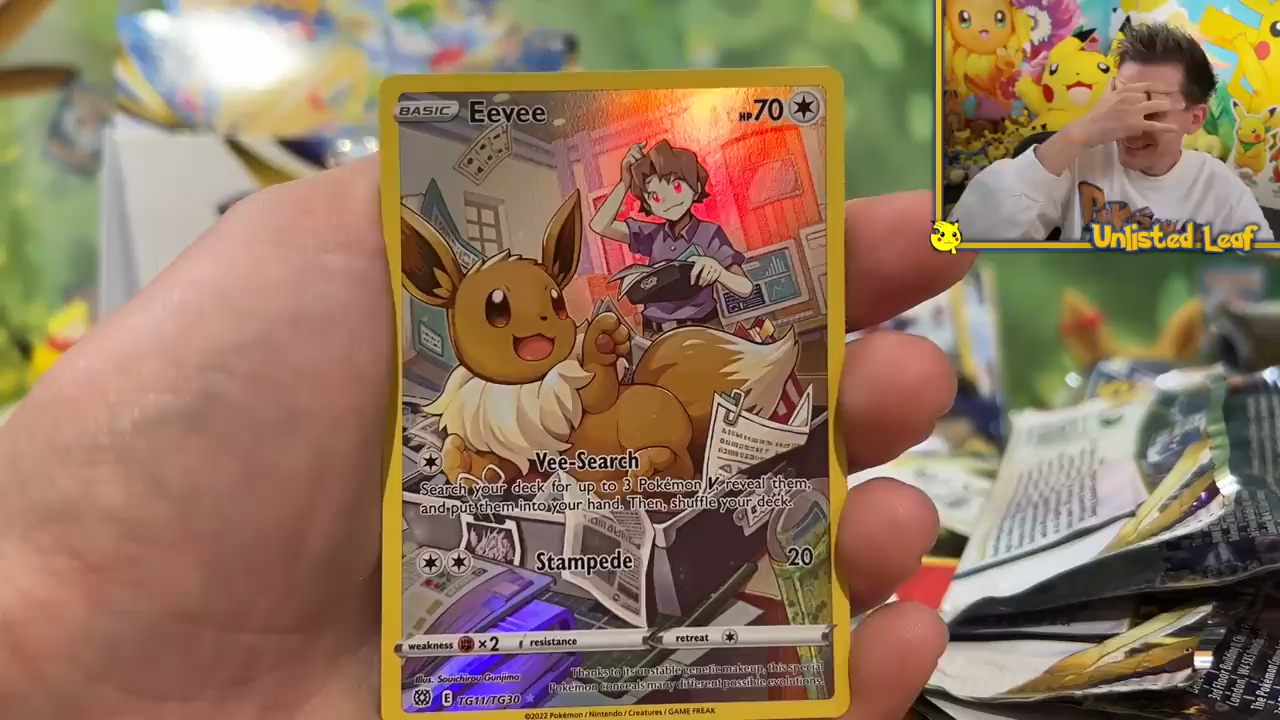 BASIC Eevee HP 70
Vee-Search
Search your deck for up to 3 Pokémon V, reveal them,
and put them into your hand. Then, shuffle your deck.
Stampede 20
weakness ×2 resistance retreat
Illus. Souichirou Gunjima
Thanks to its unstable genetic makeup, this special
Pokémon conceals many different possible evolutions.
E TG11/TG30
©2022 Pokémon / Nintendo / Creatures / GAME FREAK
Unlisted Leaf